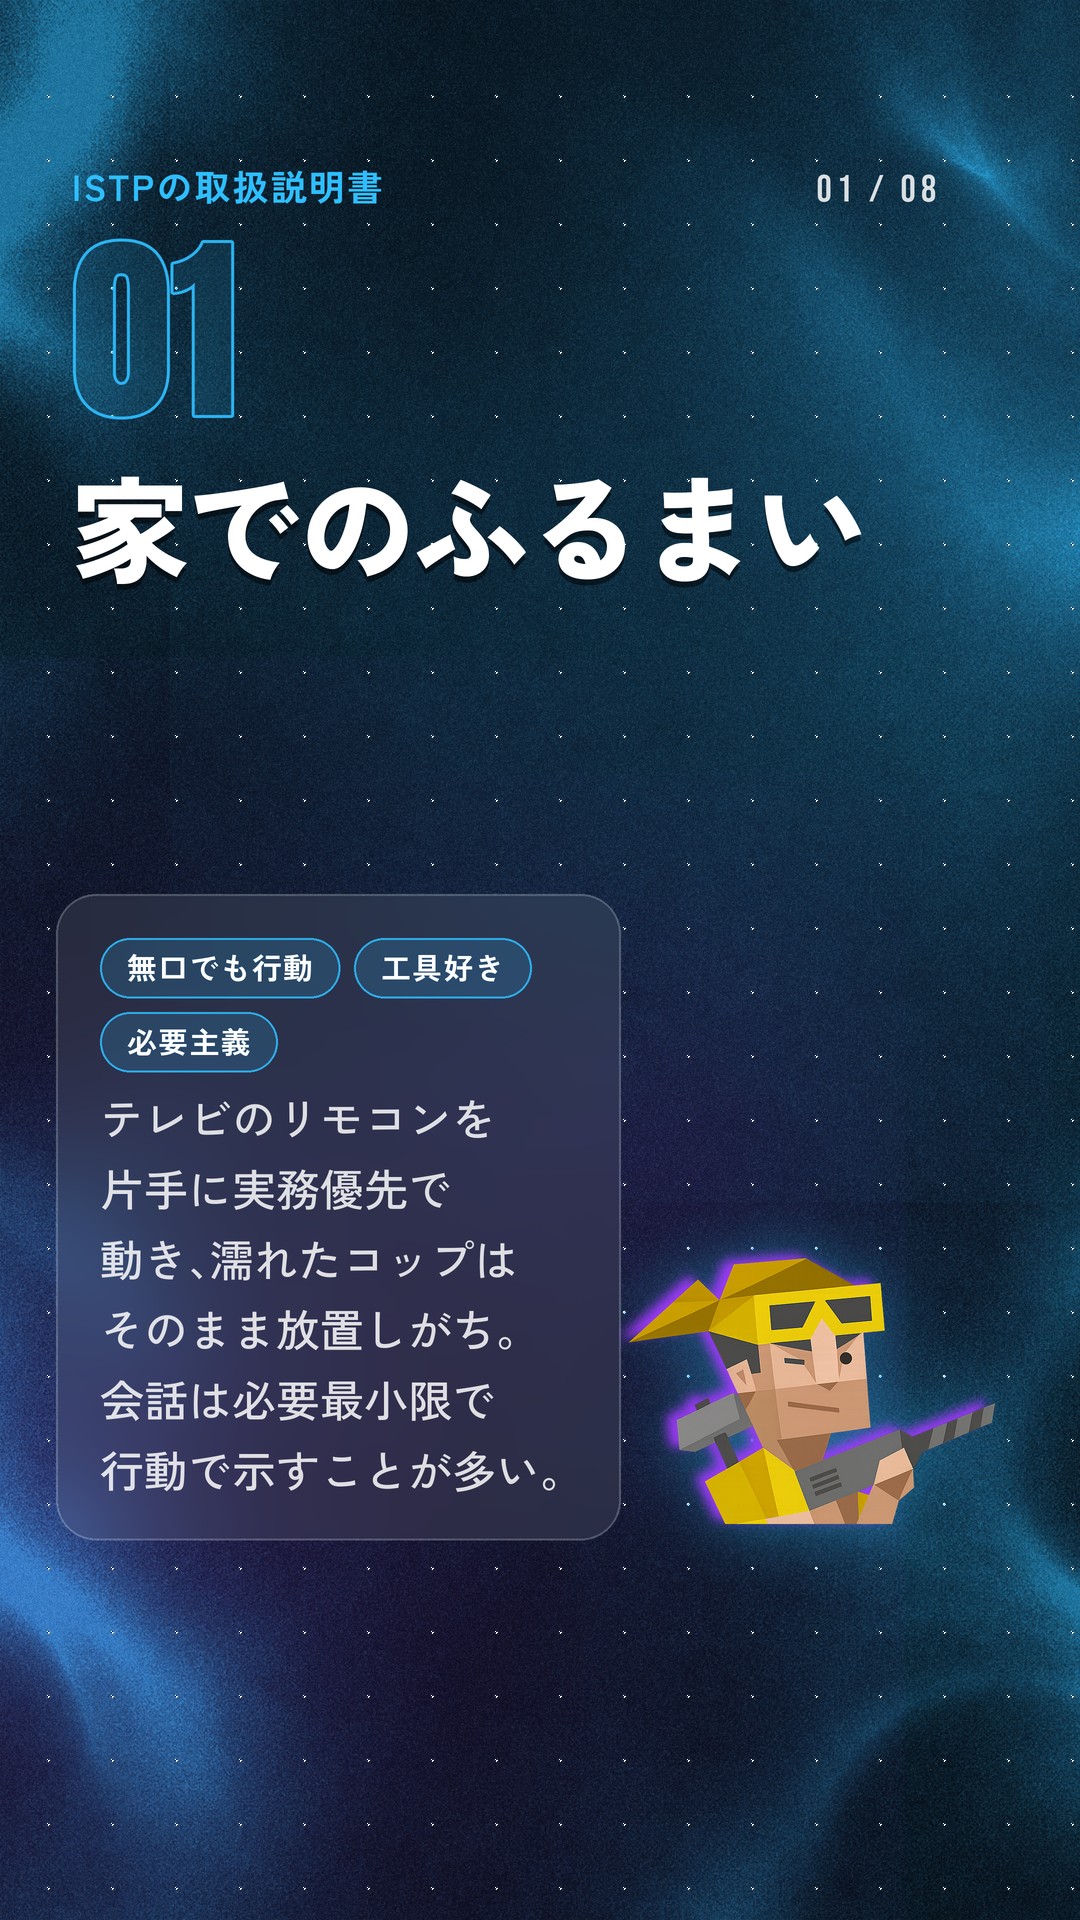 ISTPの取扱説明書
01 / 08
01
家でのふるまい
無口でも行動
工具好き
必要主義
テレビのリモコンを
片手に実務優先で
動き、濡れたコップは
そのまま放置しがち。
会話は必要最小限で
行動で示すことが多い。